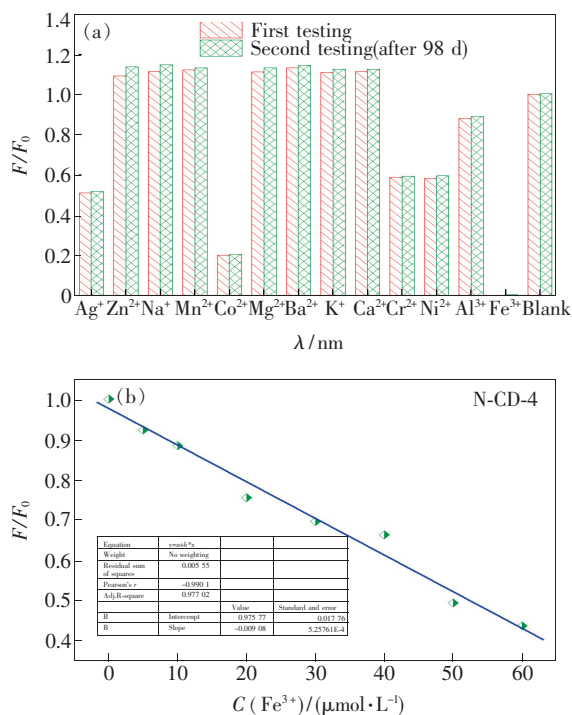 (a)
First testing
Second testing(after 98 d)
1.4
1.2
1.0
0.8
0.6
0.4
0.2
0
F/F₀
Ag⁺ Zn²⁺ Na⁺ Mn²⁺ Co²⁺ Mg²⁺ Ba²⁺ K⁺ Ca²⁺ Cr²⁺ Ni²⁺ Al³⁺ Fe³⁺ Blank
λ/nm
(b)
N-CD-4
1.0
0.9
0.8
0.7
0.6
0.5
0.4
F/F₀
Equation y=a+b*x
Weight No weighting
Residual sum of squares 0.005 55
Pearson's r -0.990 1
Adj.R-square 0.977 02
Value Standard and error
B Intercenpt 0.975 77 0.017 76
B Slope -0.009 08 5.25761E-4
0 10 20 30 40 50 60
C(Fe³⁺)/(μmol·L⁻¹)